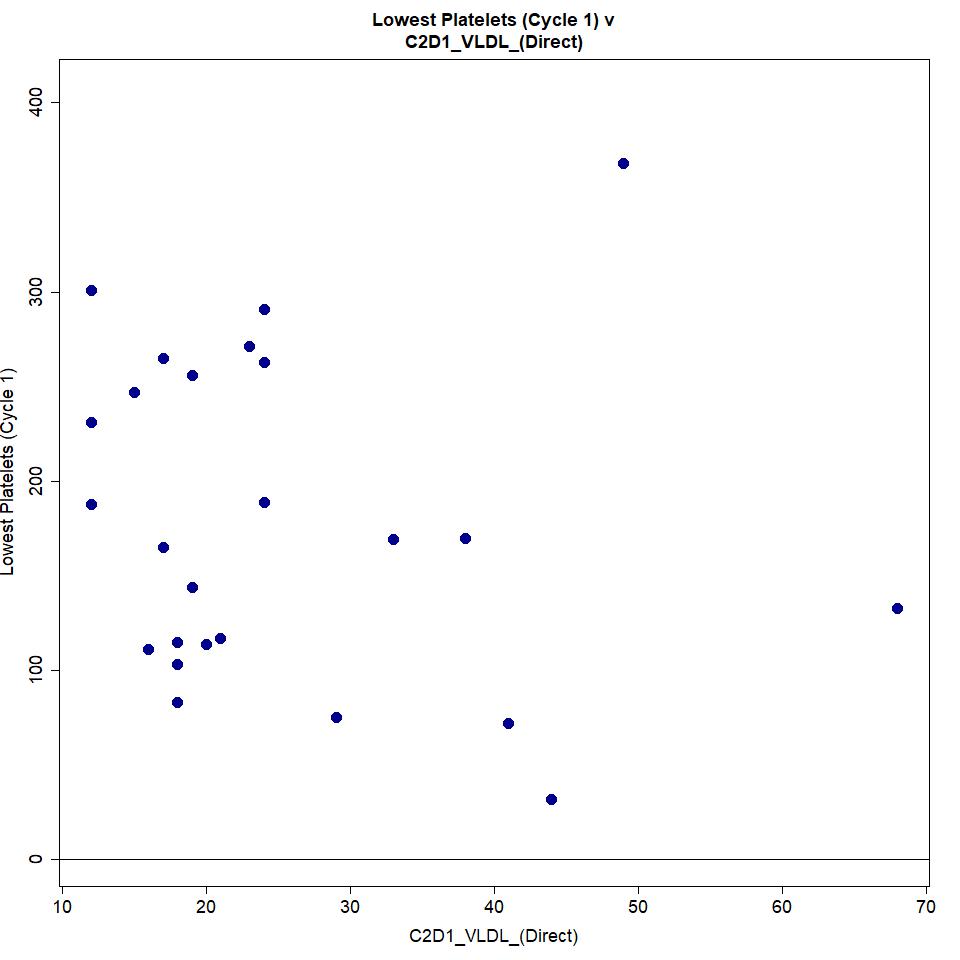 Lowest Platelets (Cycle 1) v
C2D1_VLDL_(Direct)
400
300
200
100
0
Lowest Platelets (Cycle 1)
10 20 30 40 50 60 70
C2D1_VLDL_(Direct)